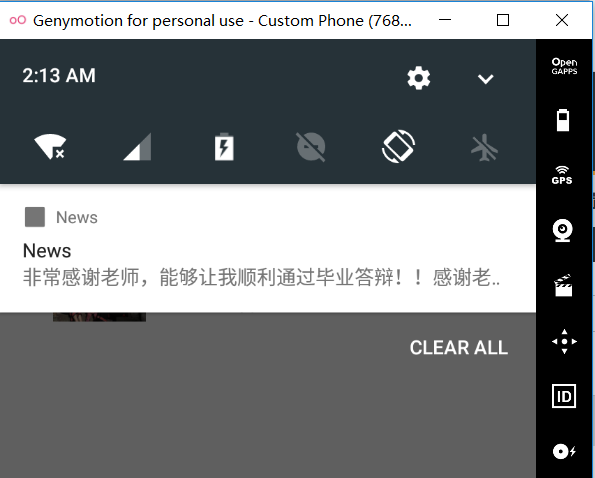 Genymotion for personal use - Custom Phone (768...
Open
GAPPS
2:13 AM
GPS
News
News
非常感谢老师，能够让我顺利通过毕业答辩！！感谢老..
CLEAR ALL
ID